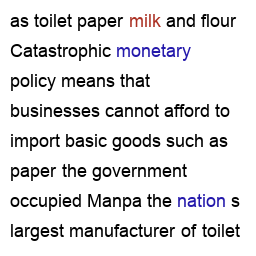 as toilet paper milk and flour
Catastrophic monetary
policy means that
businesses cannot afford to
import basic goods such as
paper the government
occupied Manpa the nation s
largest manufacturer of toilet